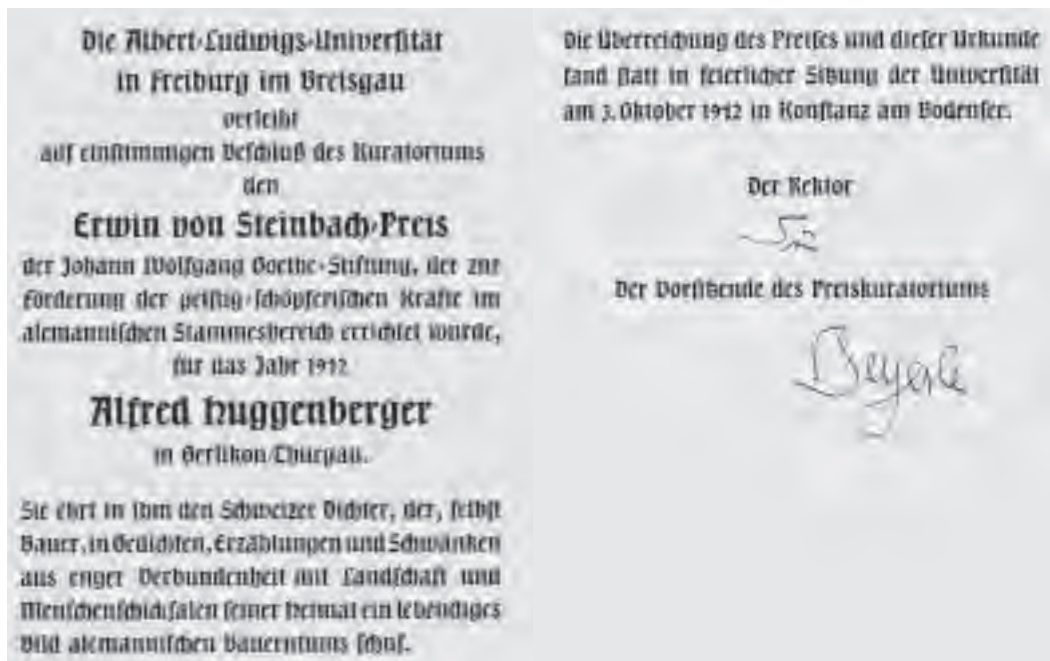 Die Albert-Ludwigs-Universität
in Freiburg im Breisgau
verleiht
auf einstimmigen Beschluß des Kuratoriums
den
Erwin von Steinbach-Preis
der Johann Wolfgang Goethe-Stiftung, der zur
Förderung der geistig-schöpferischen Kräfte im
alemannischen Stammesbereich errichtet wurde,
für das Jahr 1942
Alfred Huggenberger
in Gerlikon/Thurgau.
Sie ehrt in ihm den Schweizer Dichter, der, selbst
Bauer, in Gedichten, Erzählungen und Schwänken
aus enger Verbundenheit mit Landschaft und
Menschenschicksalen seiner Heimat ein lebendiges
Bild alemannischen Bauerntums schuf.
Die Überreichung des Preises und dieser Urkunde
fand statt in feierlicher Sitzung der Universität
am 3. Oktober 1942 in Konstanz am Bodensee.
Der Rektor
Der Vorsitzende des Preiskuratoriums
Beyerle